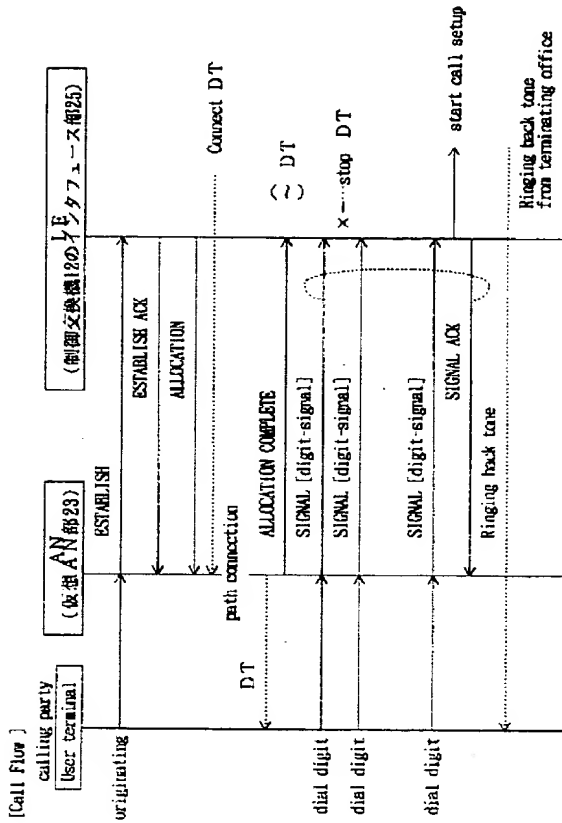 [Call Flow ]
calling party
User terminal
AN
(仮想AN部23)
LE
(制御交換機12のインタフェース部25)
originating
ESTABLISH
ESTABLISH ACK
ALLOCATION
Connect DT
path connection
DT
ALLOCATION COMPLETE
(~) DT
dial digit
SIGNAL [digit-signal]
stop DT
dial digit
SIGNAL [digit-signal]
dial digit
SIGNAL [digit-signal]
start call setup
SIGNAL ACK
Ringing back tone
Ringing back tone
from terminating office